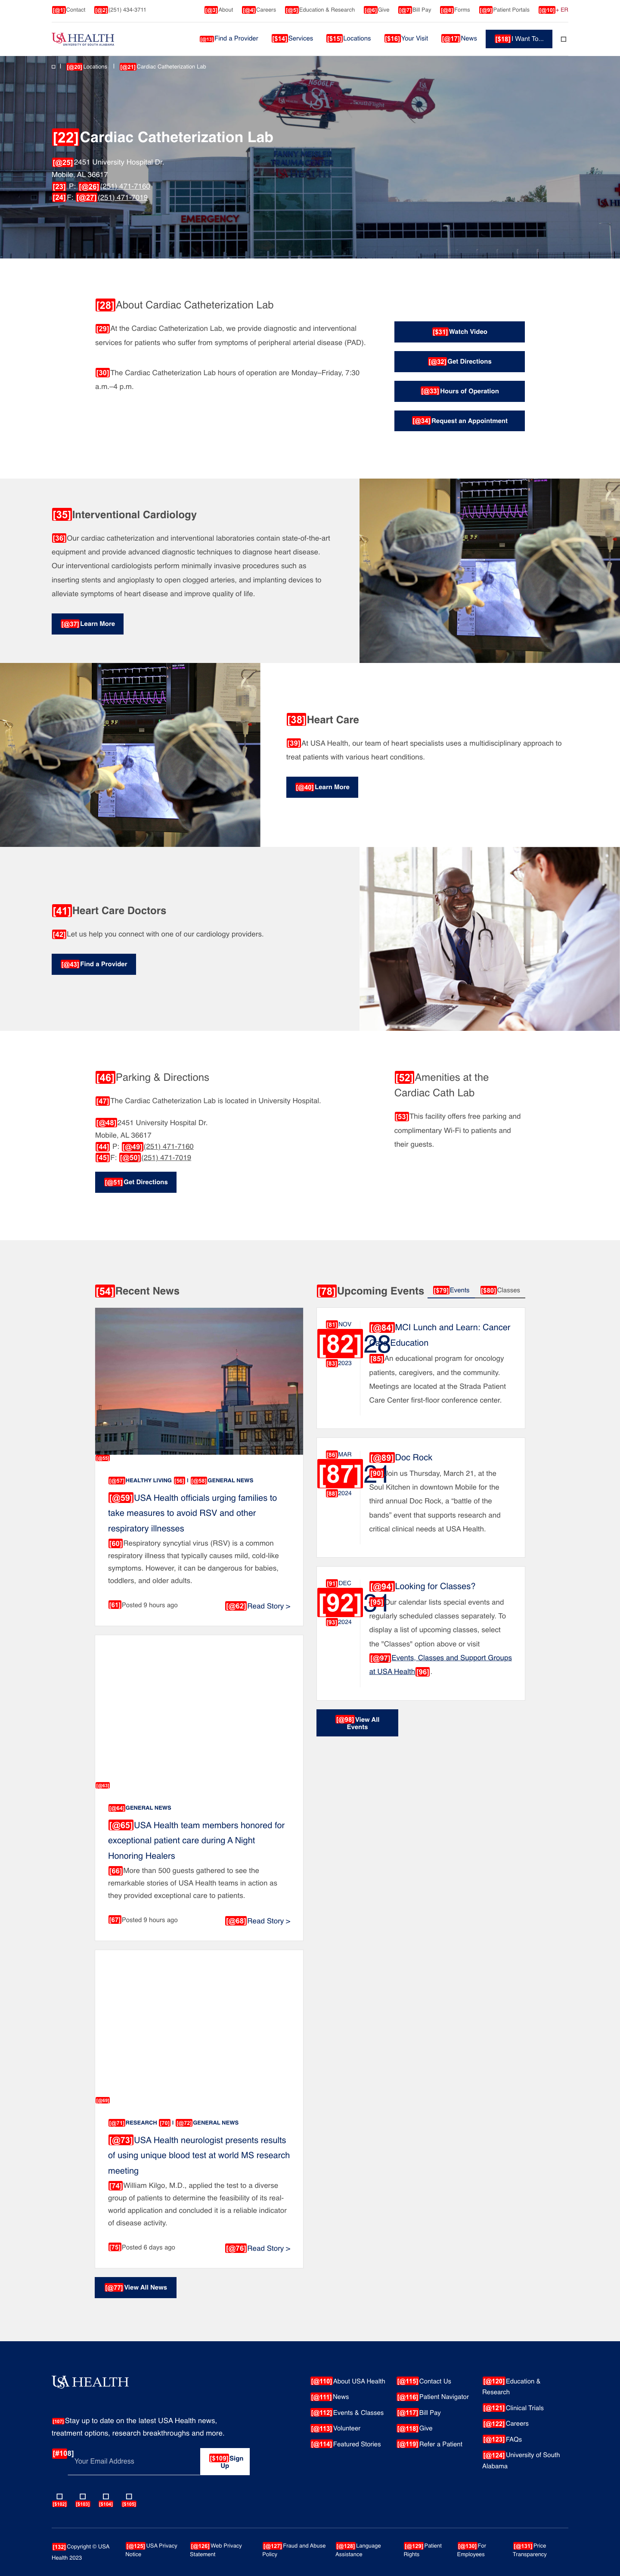 [@1]Contact [@2](251) 434-3711 [@3]About [@4]Careers [@5]Education & Research [@6]Give [@7]Bill Pay [@8]Forms [@9]Patient Portals [@10]+ ER
USA HEALTH
UNIVERSITY OF SOUTH ALABAMA
[@13]Find a Provider [$14]Services [$15]Locations [$16]Your Visit [$17]News [$18]I Want To...
[@20]Locations | [@21]Cardiac Catheterization Lab
[22]Cardiac Catheterization Lab
[@25]2451 University Hospital Dr.
Mobile, AL 36617
[23] P: [@26](251) 471-7160
[24]F: [@27](251) 471-7019
EMERGENCY
[28]About Cardiac Catheterization Lab
[29]At the Cardiac Catheterization Lab, we provide diagnostic and interventional
services for patients who suffer from symptoms of peripheral arterial disease (PAD).
[30]The Cardiac Catheterization Lab hours of operation are Monday–Friday, 7:30
a.m.–4 p.m.
[$31]Watch Video
[@32]Get Directions
[@33]Hours of Operation
[@34]Request an Appointment
[35]Interventional Cardiology
[36]Our cardiac catheterization and interventional laboratories contain state-of-the-art
equipment and provide advanced diagnostic techniques to diagnose heart disease.
Our interventional cardiologists perform minimally invasive procedures such as
inserting stents and angioplasty to open clogged arteries, and implanting devices to
alleviate symptoms of heart disease and improve quality of life.
[@37]Learn More
[38]Heart Care
[39]At USA Health, our team of heart specialists uses a multidisciplinary approach to
treat patients with various heart conditions.
[@40]Learn More
[41]Heart Care Doctors
[42]Let us help you connect with one of our cardiology providers.
[@43]Find a Provider
[46]Parking & Directions
[47]The Cardiac Catheterization Lab is located in University Hospital.
[@48]2451 University Hospital Dr.
Mobile, AL 36617
[44] P: [@49](251) 471-7160
[45]F: [@50](251) 471-7019
[@51]Get Directions
[52]Amenities at the
Cardiac Cath Lab
[53]This facility offers free parking and
complimentary Wi-Fi to patients and
their guests.
[54]Recent News
[@55]
[@57]HEALTHY LIVING [56] | [@58]GENERAL NEWS
[@59]USA Health officials urging families to
take measures to avoid RSV and other
respiratory illnesses
[60]Respiratory syncytial virus (RSV) is a common
respiratory illness that typically causes mild, cold-like
symptoms. However, it can be dangerous for babies,
toddlers, and older adults.
[61]Posted 9 hours ago [@62]Read Story >
[@63]
[@64]GENERAL NEWS
[@65]USA Health team members honored for
exceptional patient care during A Night
Honoring Healers
[66]More than 500 guests gathered to see the
remarkable stories of USA Health teams in action as
they provided exceptional care to patients.
[67]Posted 9 hours ago [@68]Read Story >
[@69]
[@71]RESEARCH [70] | [@72]GENERAL NEWS
[@73]USA Health neurologist presents results
of using unique blood test at world MS research
meeting
[74]William Kilgo, M.D., applied the test to a diverse
group of patients to determine the feasibility of its real-
world application and concluded it is a reliable indicator
of disease activity.
[75]Posted 6 days ago [@76]Read Story >
[@77]View All News
[78]Upcoming Events [$79]Events [$80]Classes
[81]NOV
[82]28
[83]2023
[@84]MCI Lunch and Learn: Cancer
Education
[85]An educational program for oncology
patients, caregivers, and the community.
Meetings are located at the Strada Patient
Care Center first-floor conference center.
[86]MAR
[87]21
[88]2024
[@89]Doc Rock
[90]Join us Thursday, March 21, at the
Soul Kitchen in downtown Mobile for the
third annual Doc Rock, a “battle of the
bands” event that supports research and
critical clinical needs at USA Health.
[91]DEC
[92]31
[93]2024
[@94]Looking for Classes?
[95]Our calendar lists special events and
regularly scheduled classes separately. To
display a list of upcoming classes, select
the "Classes" option above or visit
[@97]Events, Classes and Support Groups
at USA Health[96].
[@98]View All
Events
USA HEALTH
[107]Stay up to date on the latest USA Health news,
treatment options, research breakthroughs and more.
[#108] Your Email Address [$109]Sign
Up
[$102] [$103] [$104] [$105]
[@110]About USA Health
[@111]News
[@112]Events & Classes
[@113]Volunteer
[@114]Featured Stories
[@115]Contact Us
[@116]Patient Navigator
[@117]Bill Pay
[@118]Give
[@119]Refer a Patient
[@120]Education &
Research
[@121]Clinical Trials
[@122]Careers
[@123]FAQs
[@124]University of South
Alabama
[132]Copyright © USA
Health 2023
[@125]USA Privacy
Notice
[@126]Web Privacy
Statement
[@127]Fraud and Abuse
Policy
[@128]Language
Assistance
[@129]Patient
Rights
[@130]For
Employees
[@131]Price
Transparency